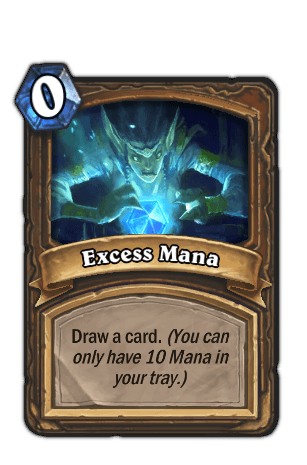 0
Excess Mana
Draw a card. (You can
only have 10 Mana in
your tray.)